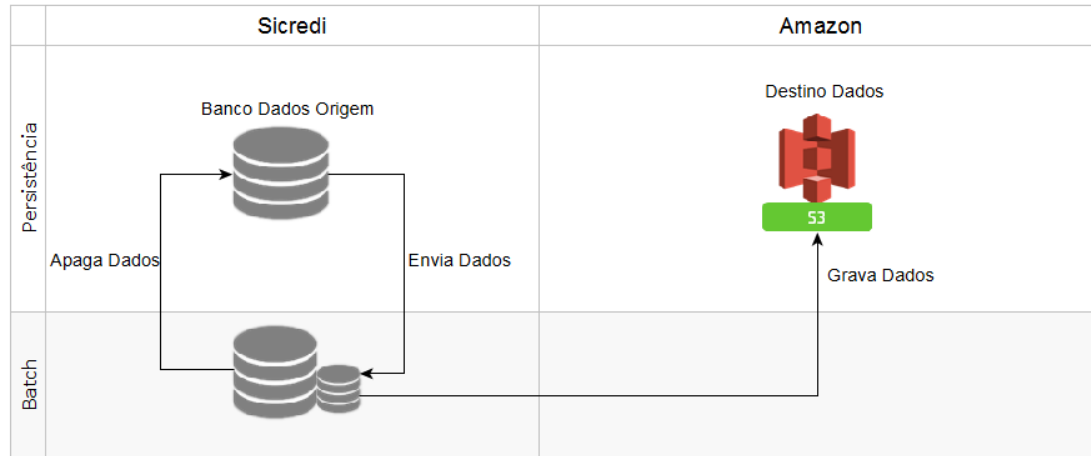 Sicredi
Amazon
Persistência
Banco Dados Origem
Destino Dados
S3
Apaga Dados
Envia Dados
Grava Dados
Batch